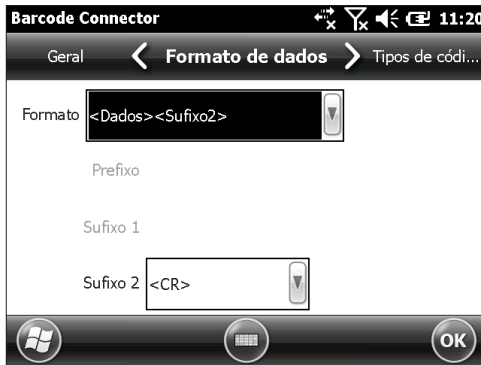 Barcode Connector 11:20
Geral Formato de dados Tipos de códi...
Formato <Dados><Sufixo2>
Prefixo
Sufixo 1
Sufixo 2 <CR>
OK